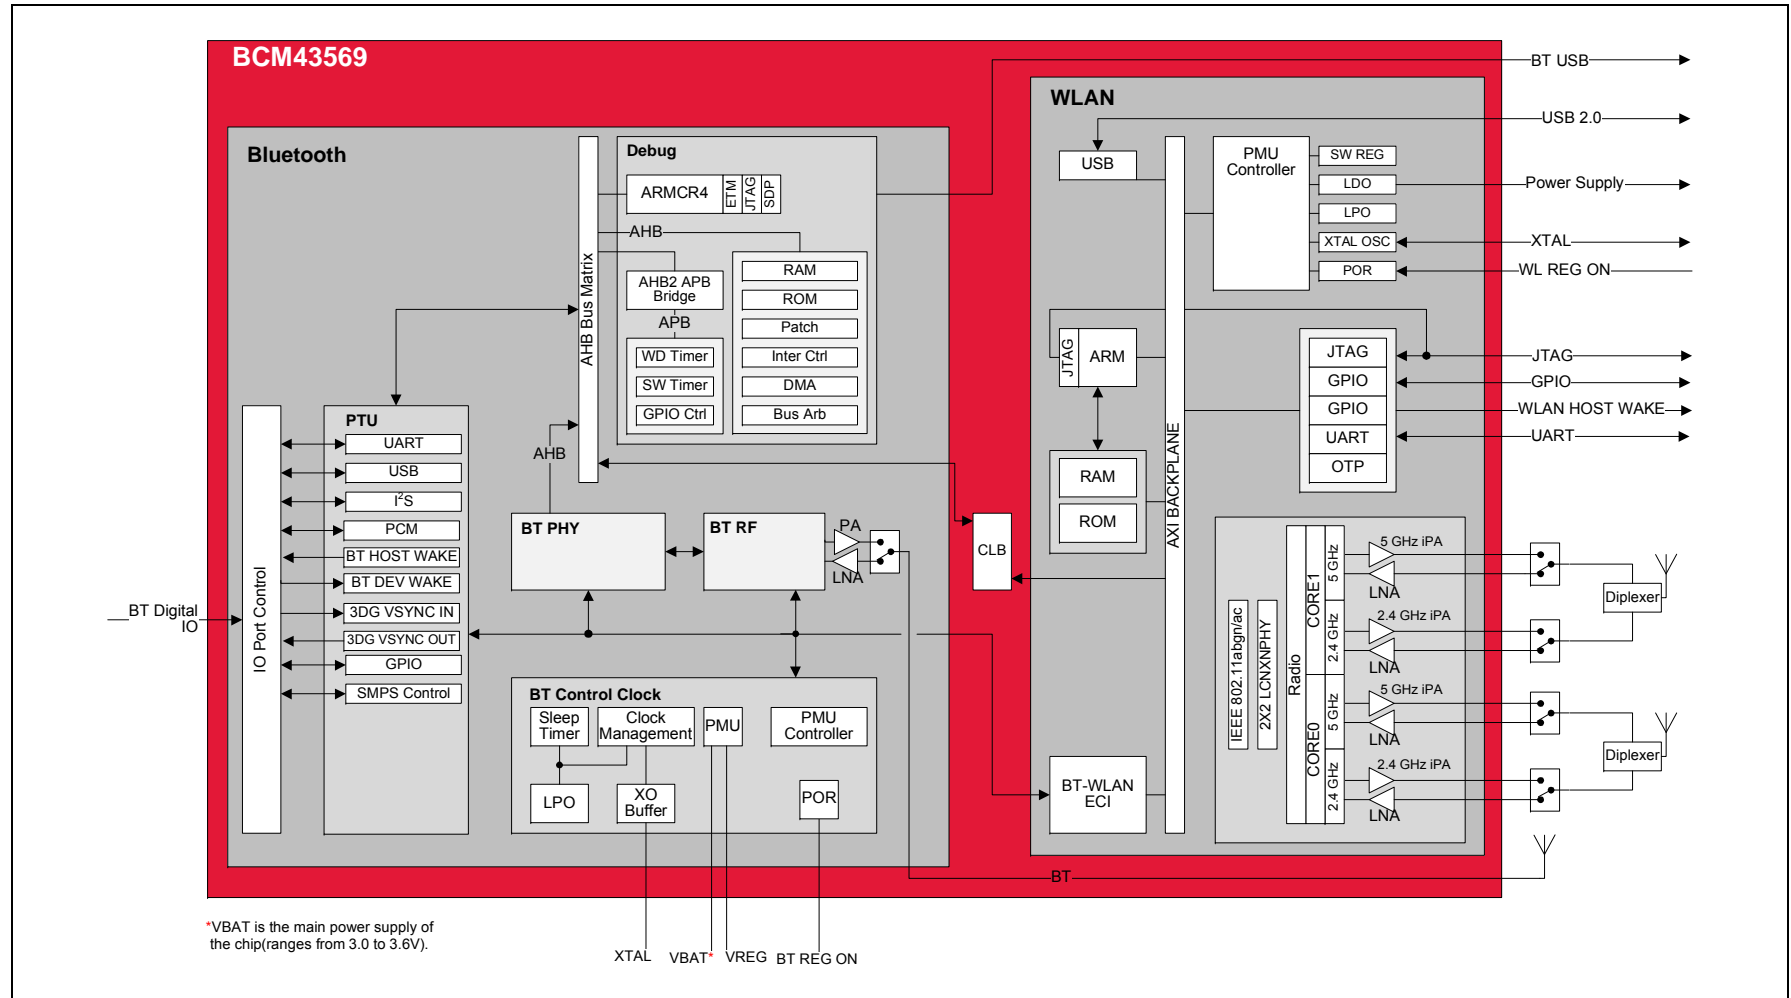 BCM43569
Bluetooth
Debug
ARMCR4
ETM
JTAG
SDP
AHB
AHB Bus Matrix
AHB2 APB
Bridge
APB
WD Timer
SW Timer
GPIO Ctrl
RAM
ROM
Patch
Inter Ctrl
DMA
Bus Arb
BT Digital
IO
IO Port Control
PTU
UART
USB
I²S
PCM
BT HOST WAKE
BT DEV WAKE
3DG VSYNC IN
3DG VSYNC OUT
GPIO
SMPS Control
AHB
BT PHY
BT RF
PA
LNA
BT Control Clock
Sleep
Timer
Clock
Management
PMU
PMU
Controller
LPO
XO
Buffer
POR
XTAL
VBAT*
VREG
BT REG ON
CLB
WLAN
USB
AXI BACKPLANE
PMU
Controller
SW REG
LDO
LPO
XTAL OSC
POR
JTAG
ARM
RAM
ROM
JTAG
GPIO
GPIO
UART
OTP
BT-WLAN
ECI
IEEE 802.11abgn/ac
2X2 LCNXNPHY
Radio
CORE1
CORE0
5 GHz
2.4 GHz
5 GHz
2.4 GHz
5 GHz iPA
LNA
2.4 GHz iPA
LNA
5 GHz iPA
LNA
2.4 GHz iPA
LNA
Diplexer
Diplexer
BT
BT USB
USB 2.0
Power Supply
XTAL
WL REG ON
JTAG
GPIO
WLAN HOST WAKE
UART
*VBAT is the main power supply of
the chip(ranges from 3.0 to 3.6V).